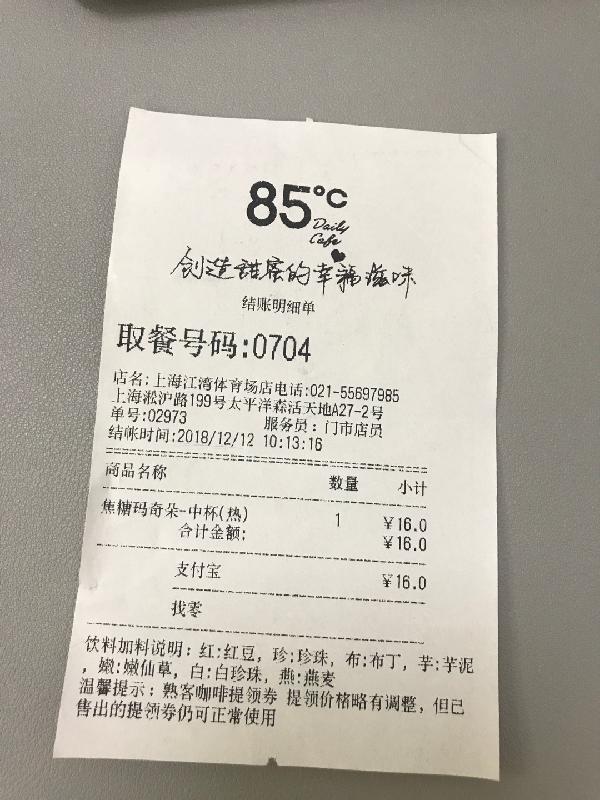 85°C
Daily
Cafe
创造甜蜜的幸福滋味
结账明细单
取餐号码:0704
店名:上海江湾体育场店电话:021-55697985
上海淞沪路199号太平洋森活天地A27-2号
单号:02973 服务员：门市店员
结帐时间:2018/12/12 10:13:16
商品名称 数量 小计
焦糖玛奇朵-中杯(热) 1 ￥16.0
合计金额: ￥16.0
支付宝 ￥16.0
找零
饮料加料说明：红:红豆，珍:珍珠，布:布丁，芋:芋泥
，嫩:嫩仙草，白:白珍珠，燕:燕麦
温馨提示：熟客咖啡提领券 提领价格略有调整，但已
售出的提领券仍可正常使用